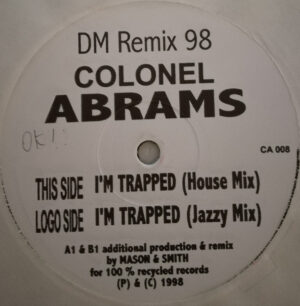 DM Remix 98
COLONEL
ABRAMS
OK!!
CA 008
THIS SIDE I'M TRAPPED (House Mix)
LOGO SIDE I'M TRAPPED (Jazzy Mix)
A1 & B1 additional production & remix
by MASON & SMITH
for 100 % recycled records
(P) & (C) 1998